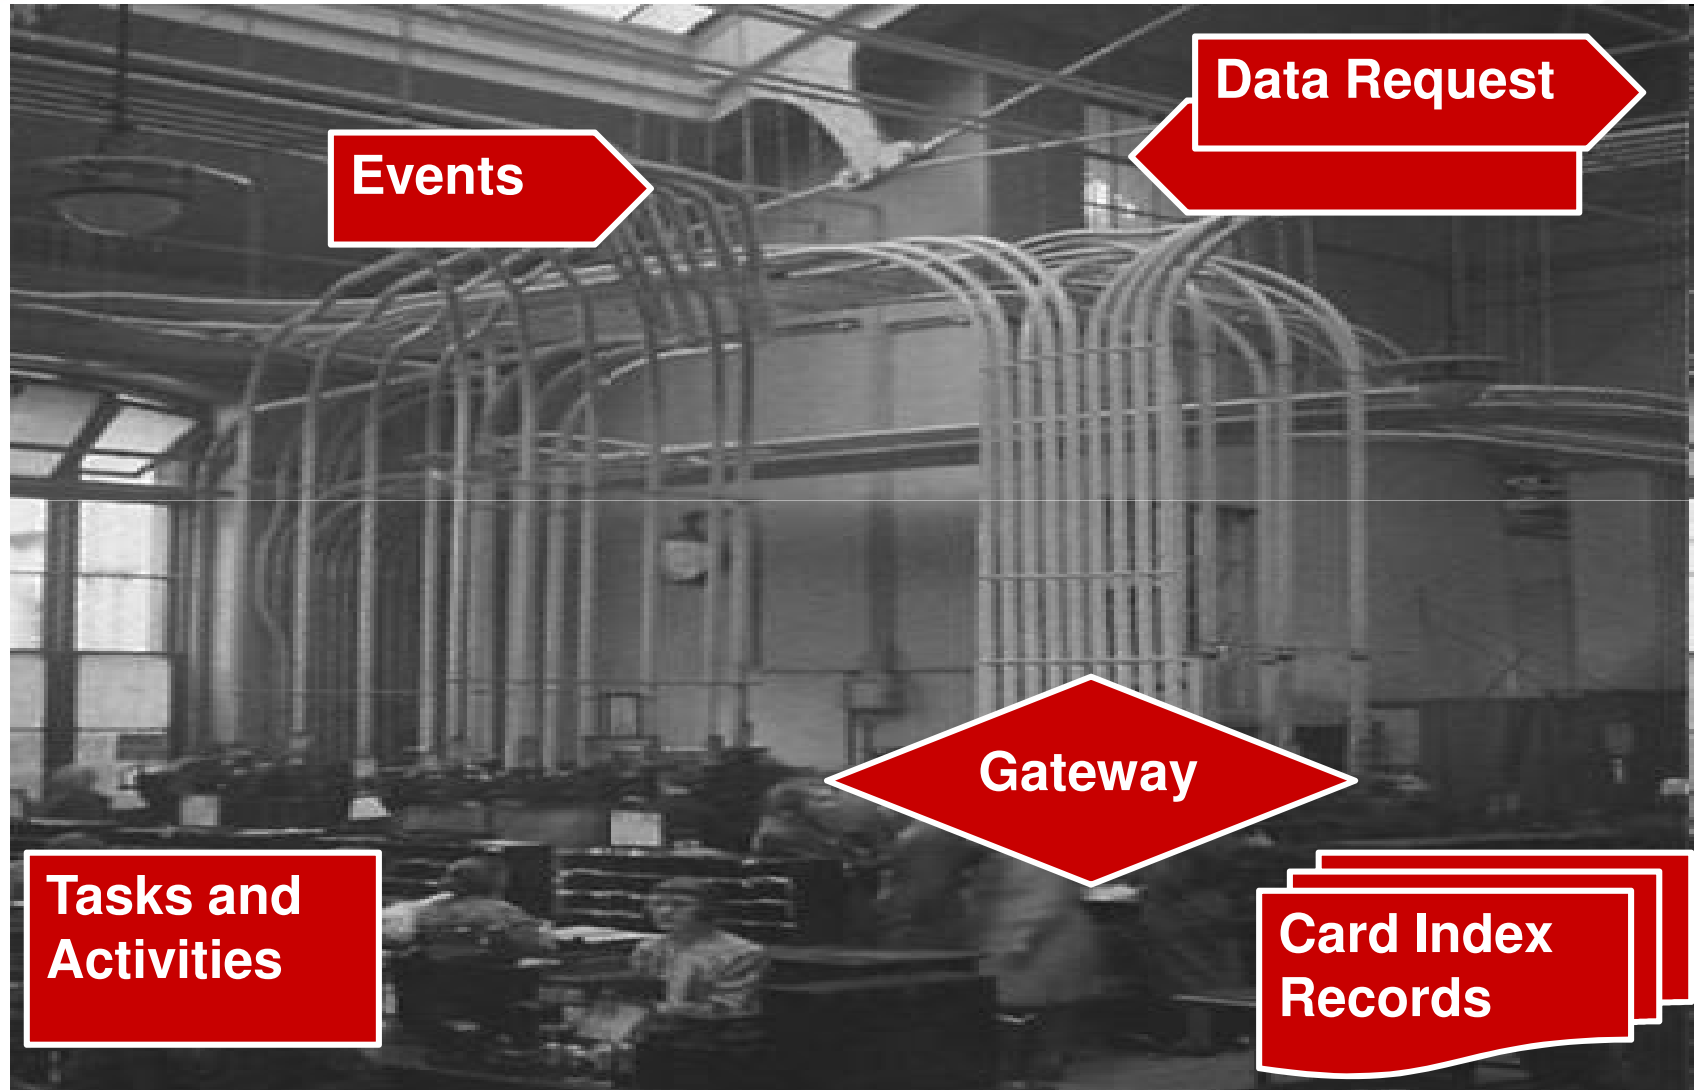 Data Request
Events
Gateway
Tasks and
Activities
Card Index
Records